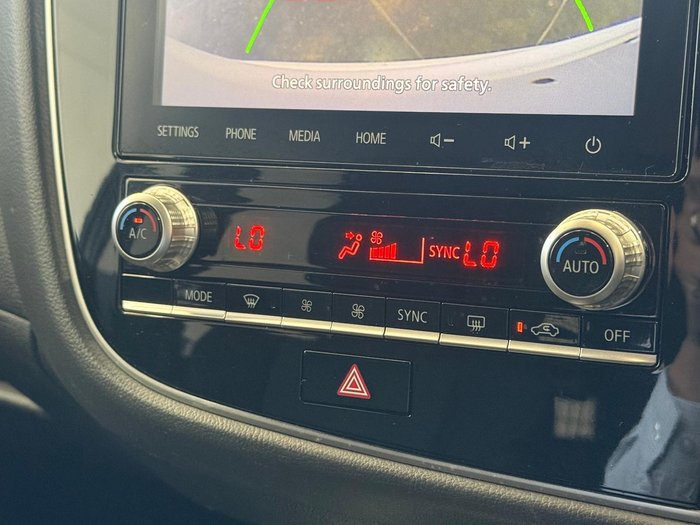 Check surroundings for safety.
SETTINGS PHONE MEDIA HOME
A/C LO SYNC LO AUTO
MODE SYNC OFF